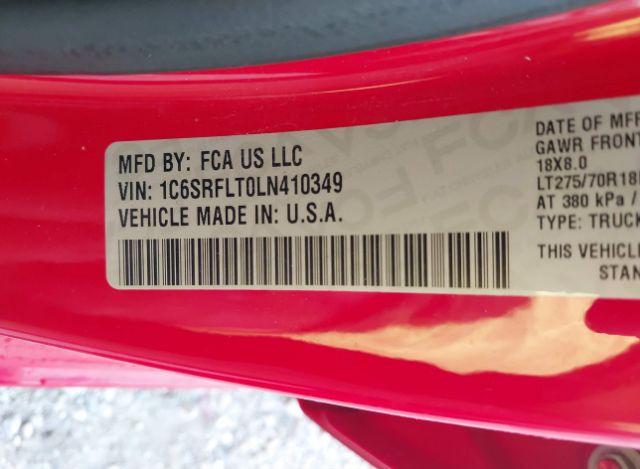 MFD BY: FCA US LLC
VIN: 1C6SRFLT0LN410349
VEHICLE MADE IN: U.S.A.
DATE OF MFR
GAWR FRONT
18X8.0
LT275/70R18
AT 380 kPa /
TYPE: TRUCK
THIS VEHICLE
STAN